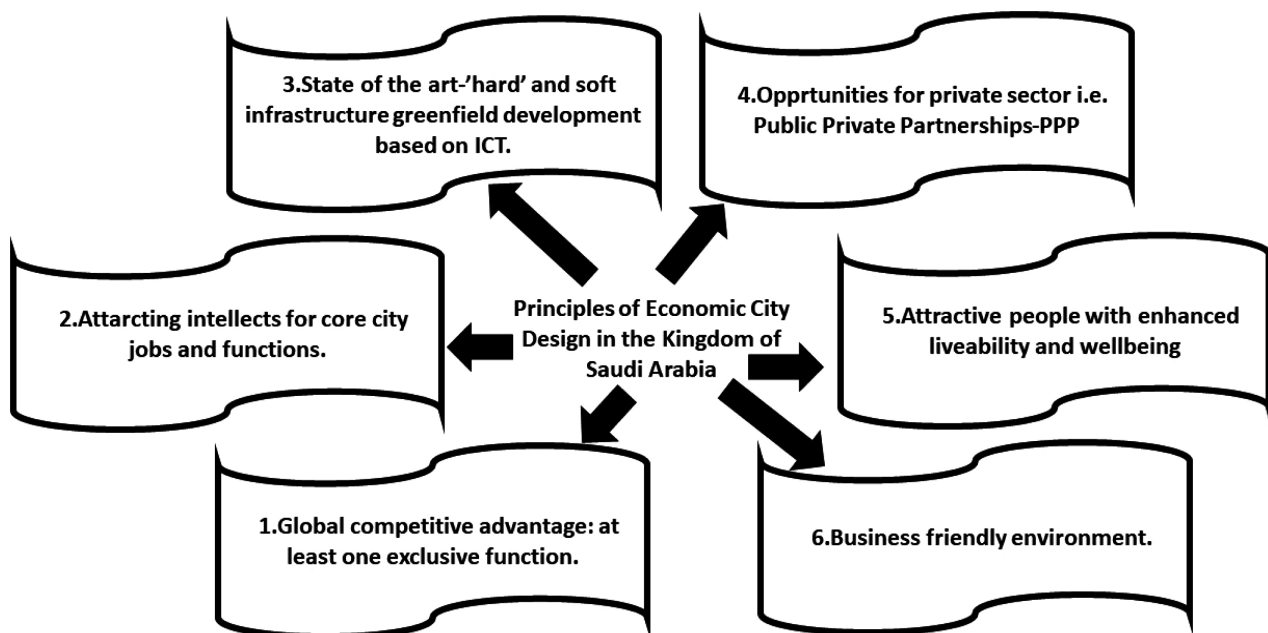 3.State of the art-’hard’ and soft
infrastructure greenfield development
based on ICT.
4.Opprtunities for private sector i.e.
Public Private Partnerships-PPP
2.Attarcting intellects for core city
jobs and functions.
Principles of Economic City
Design in the Kingdom of
Saudi Arabia
5.Attractive people with enhanced
liveability and wellbeing
1.Global competitive advantage: at
least one exclusive function.
6.Business friendly environment.